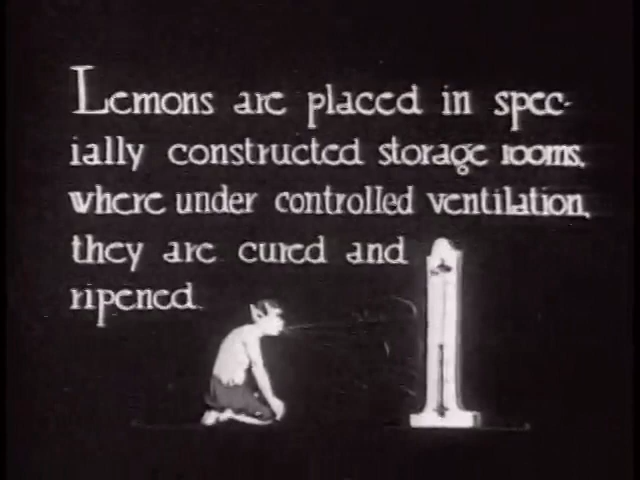 Lemons are placed in spec-
ially constructed storage rooms,
where under controlled ventilation,
they are cured and
ripened.